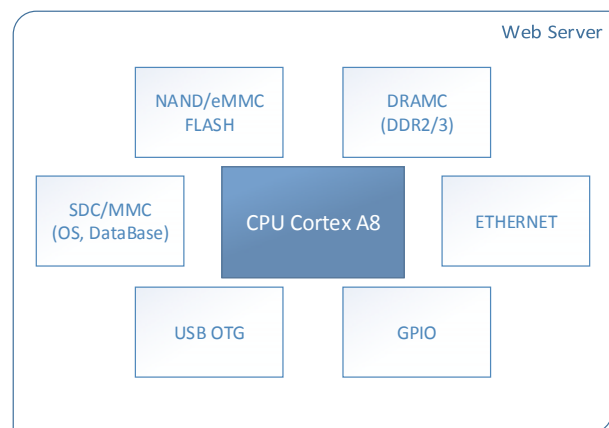 Web Server
NAND/eMMC
FLASH
DRAMC
(DDR2/3)
SDC/MMC
(OS, DataBase)
CPU Cortex A8
ETHERNET
USB OTG
GPIO